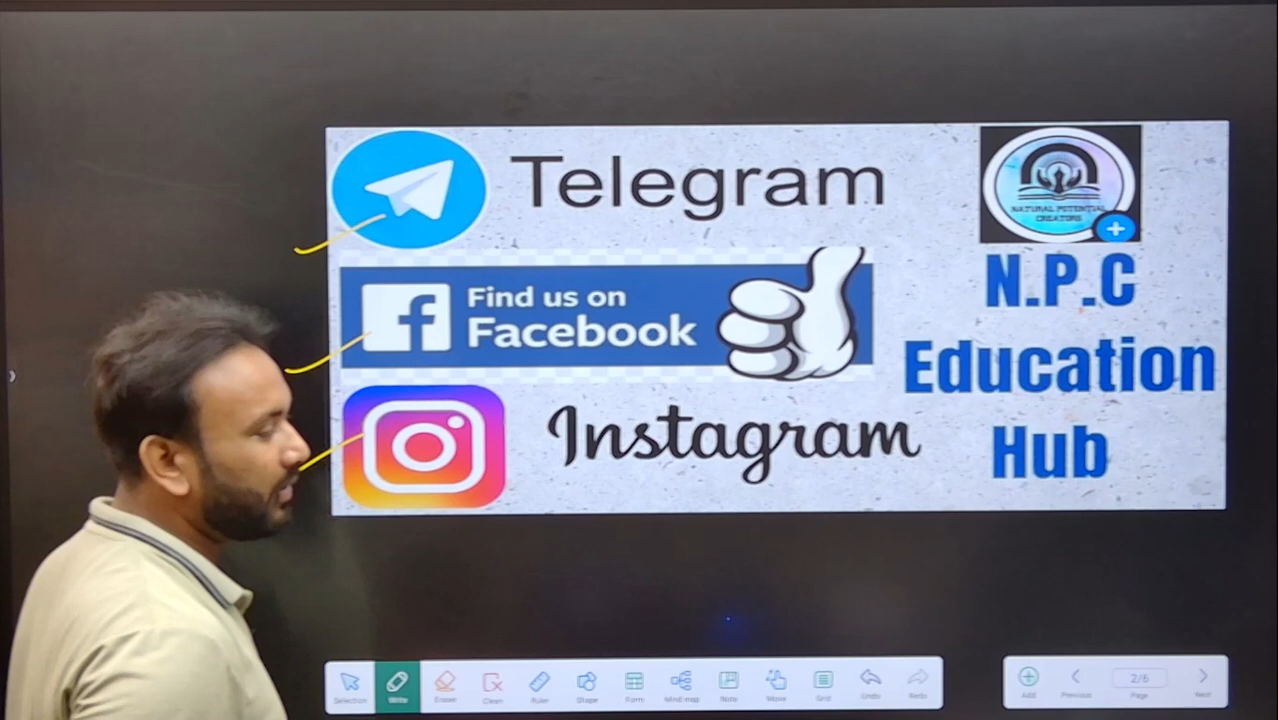 Telegram
NATURAL POTENTIAL
CREATORS
N.P.C
Education
Hub
Find us on
Facebook
Instagram
Selection
Write
Eraser
Clean
Ruler
Shape
Form
Mind map
Note
Move
Grid
Undo
Redo
Add
Previous
2/6
Page
Next